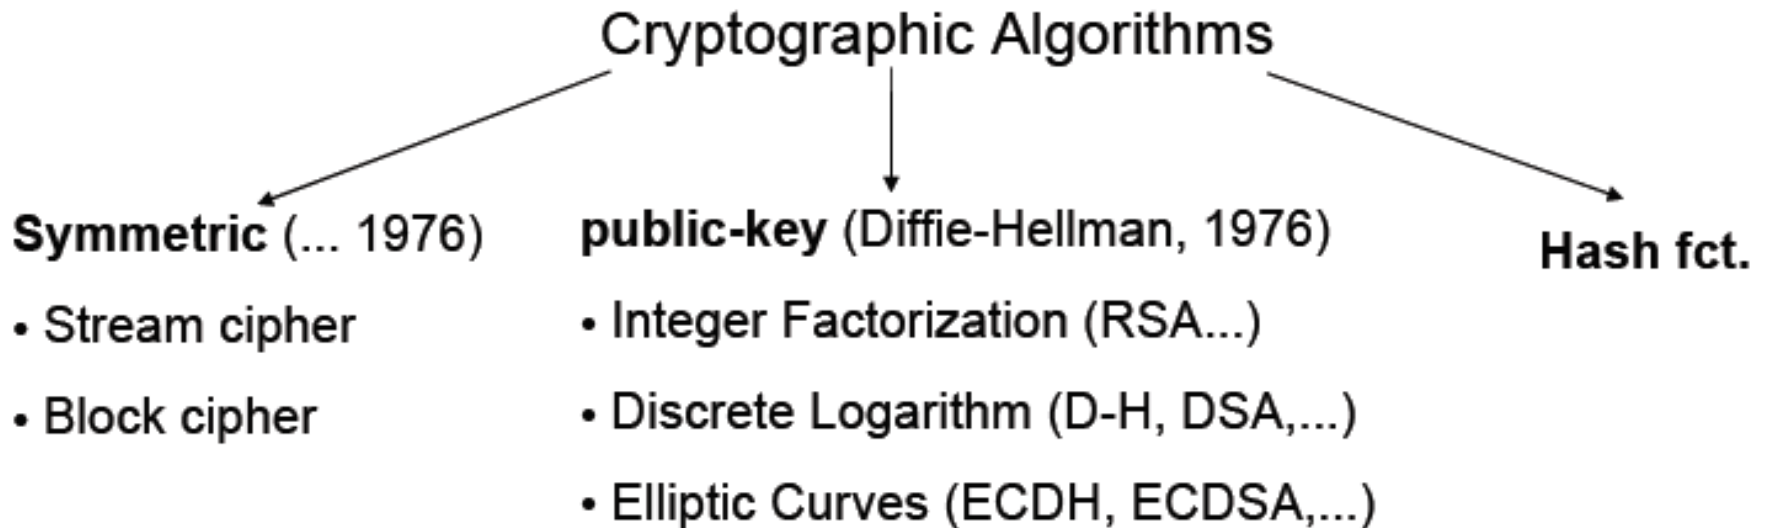 Cryptographic Algorithms
Symmetric (... 1976)
• Stream cipher
• Block cipher
public-key (Diffie-Hellman, 1976)
• Integer Factorization (RSA...)
• Discrete Logarithm (D-H, DSA,...)
• Elliptic Curves (ECDH, ECDSA,...)
Hash fct.